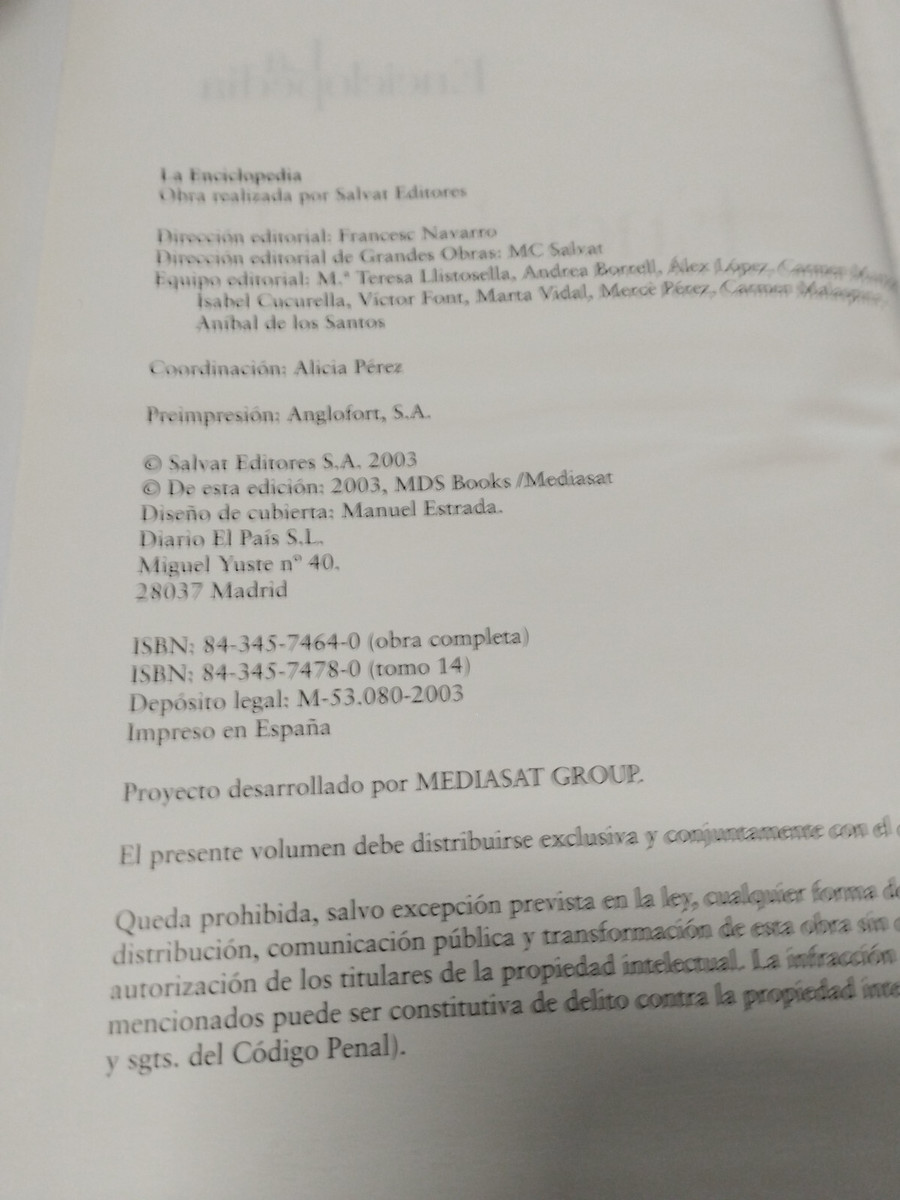 La Enciclopedia
Obra realizada por Salvat Editores
Dirección editorial: Francesc Navarro
Dirección editorial de Grandes Obras: MC Salvat
Equipo editorial: M.ª Teresa Llistosella, Andrea Borrell, Álex López, Carmen
Isabel Cucurella, Víctor Font, Marta Vidal, Mercè Pérez, Carmen
Aníbal de los Santos
Coordinación: Alicia Pérez
Preimpresión: Anglofort, S.A.
© Salvat Editores S.A. 2003
© De esta edición: 2003, MDS Books /Mediasat
Diseño de cubierta: Manuel Estrada.
Diario El País S.L.
Miguel Yuste nº 40.
28037 Madrid
ISBN: 84-345-7464-0 (obra completa)
ISBN: 84-345-7478-0 (tomo 14)
Depósito legal: M-53.080-2003
Impreso en España
Proyecto desarrollado por MEDIASAT GROUP.
El presente volumen debe distribuirse exclusiva y conjuntamente con el
Queda prohibida, salvo excepción prevista en la ley, cualquier forma de
distribución, comunicación pública y transformación de esta obra sin
autorización de los titulares de la propiedad intelectual. La infracción
mencionados puede ser constitutiva de delito contra la propiedad inte
y sgts. del Código Penal).